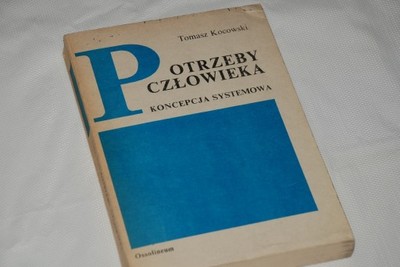 Tomasz Kocowski
POTRZEBY
CZŁOWIEKA
KONCEPCJA SYSTEMOWA
Ossolineum